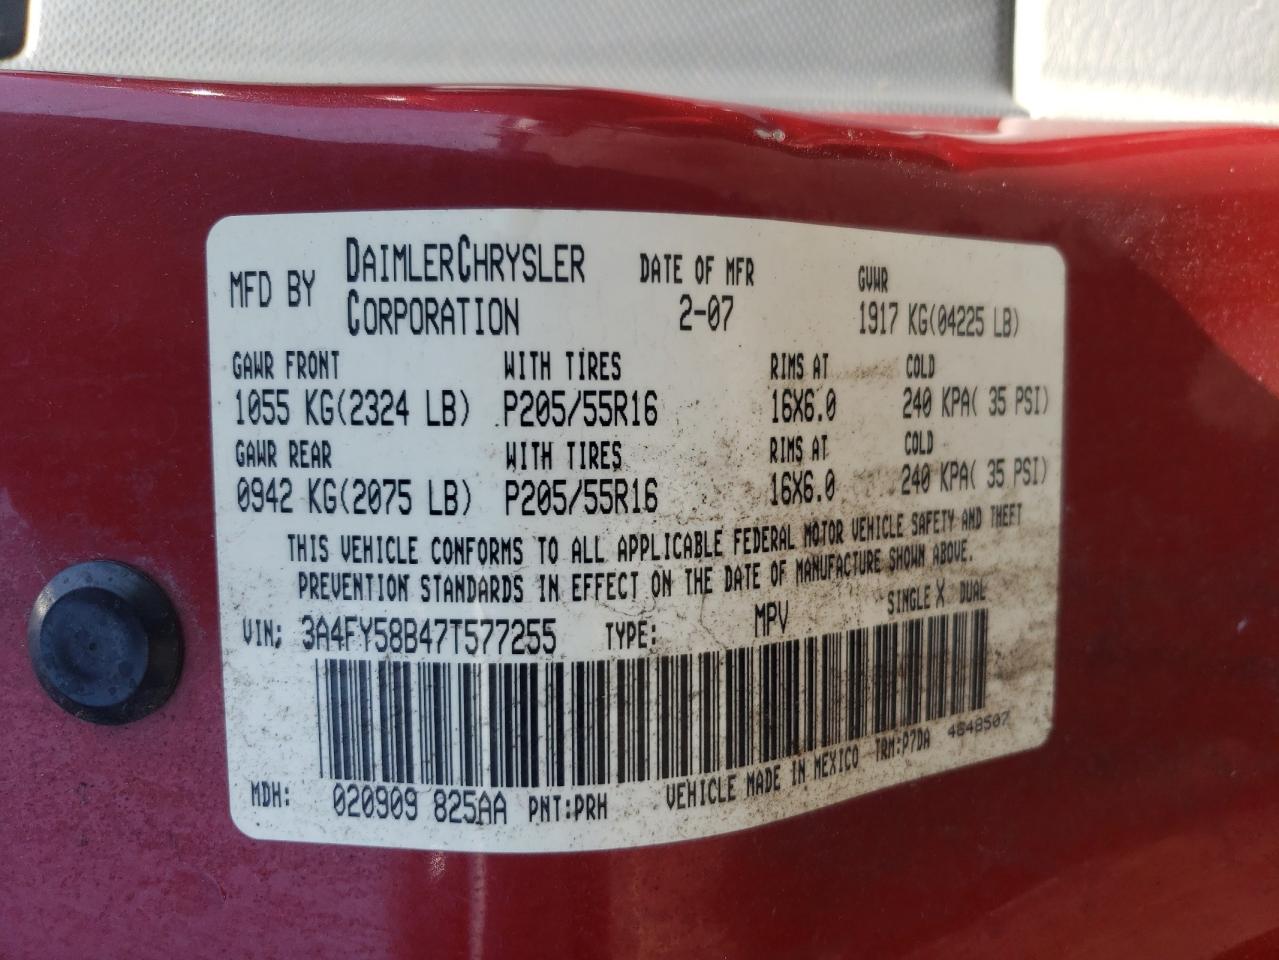 MFD BY DAIMLERCHRYSLER CORPORATION DATE OF MFR 2-07 GVWR 1917 KG(04225 LB)
GAWR FRONT WITH TIRES RIMS AT COLD
1055 KG(2324 LB) P205/55R16 16X6.0 240 KPA( 35 PSI)
GAWR REAR WITH TIRES RIMS AT COLD
0942 KG(2075 LB) P205/55R16 16X6.0 240 KPA( 35 PSI)
THIS VEHICLE CONFORMS TO ALL APPLICABLE FEDERAL MOTOR VEHICLE SAFETY AND THEFT
PREVENTION STANDARDS IN EFFECT ON THE DATE OF MANUFACTURE SHOWN ABOVE.
VIN: 3A4FY58B47T577255 TYPE: MPV SINGLE X DUAL
MDH: 020909 825AA PNT:PRH VEHICLE MADE IN MEXICO TRM:P7DA 4648507